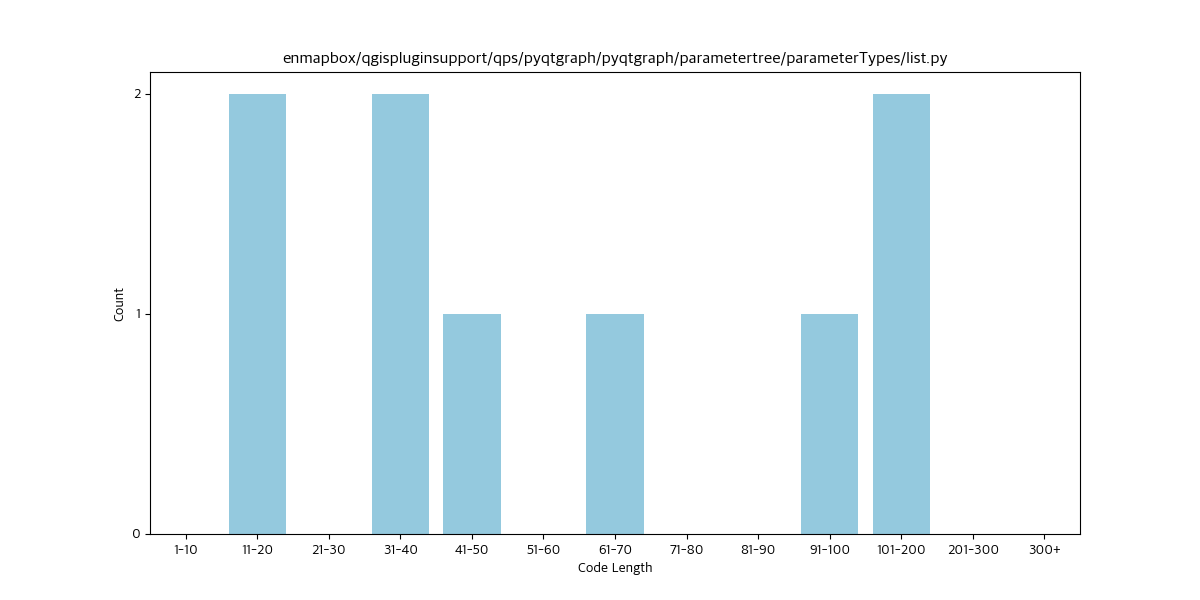 enmapbox/qgispluginsupport/qps/pyqtgraph/pyqtgraph/parametertree/parameterTypes/list.py
2
1
0
Count
1-10 11-20 21-30 31-40 41-50 51-60 61-70 71-80 81-90 91-100 101-200 201-300 300+
Code Length